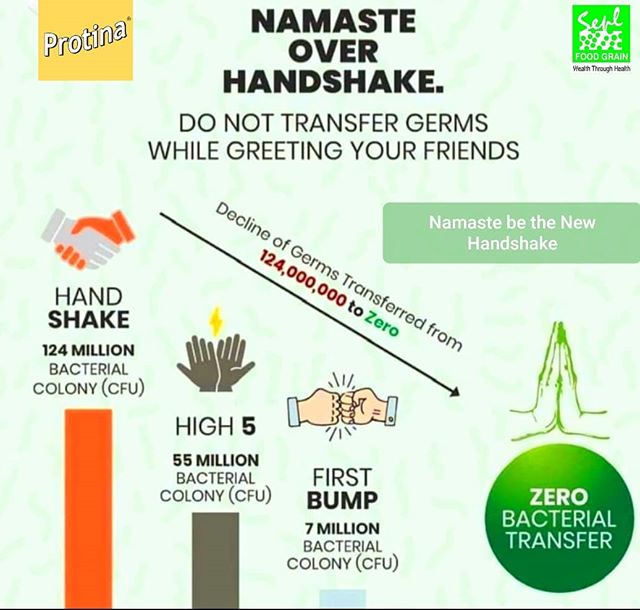 Protina®
NAMASTE
OVER
HANDSHAKE.
Sepl
FOOD GRAIN
Wealth Through Health
DO NOT TRANSFER GERMS
WHILE GREETING YOUR FRIENDS
Namaste be the New
Handshake
Decline of Germs Transferred from
124,000,000 to Zero
HAND
SHAKE
124 MILLION
BACTERIAL
COLONY (CFU)
HIGH 5
55 MILLION
BACTERIAL
COLONY (CFU)
FIRST
BUMP
7 MILLION
BACTERIAL
COLONY (CFU)
ZERO
BACTERIAL
TRANSFER